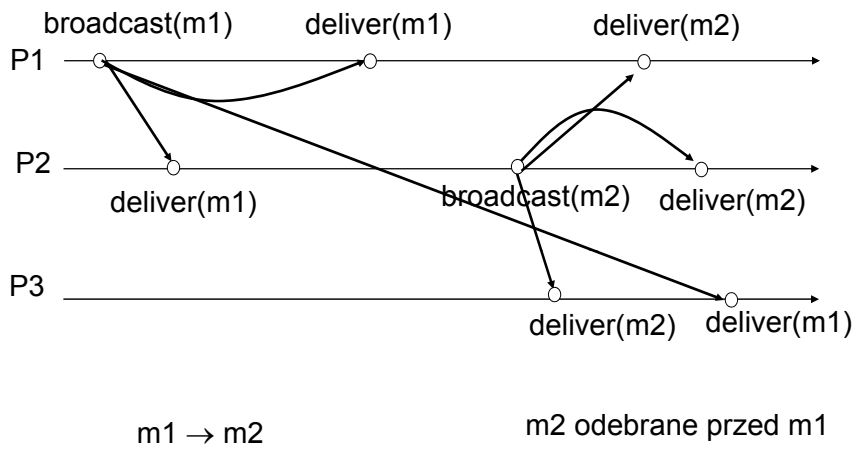 broadcast(m1) deliver(m1) deliver(m2)
P1
P2
deliver(m1) broadcast(m2) deliver(m2)
P3
deliver(m2) deliver(m1)
m1 → m2 m2 odebrane przed m1